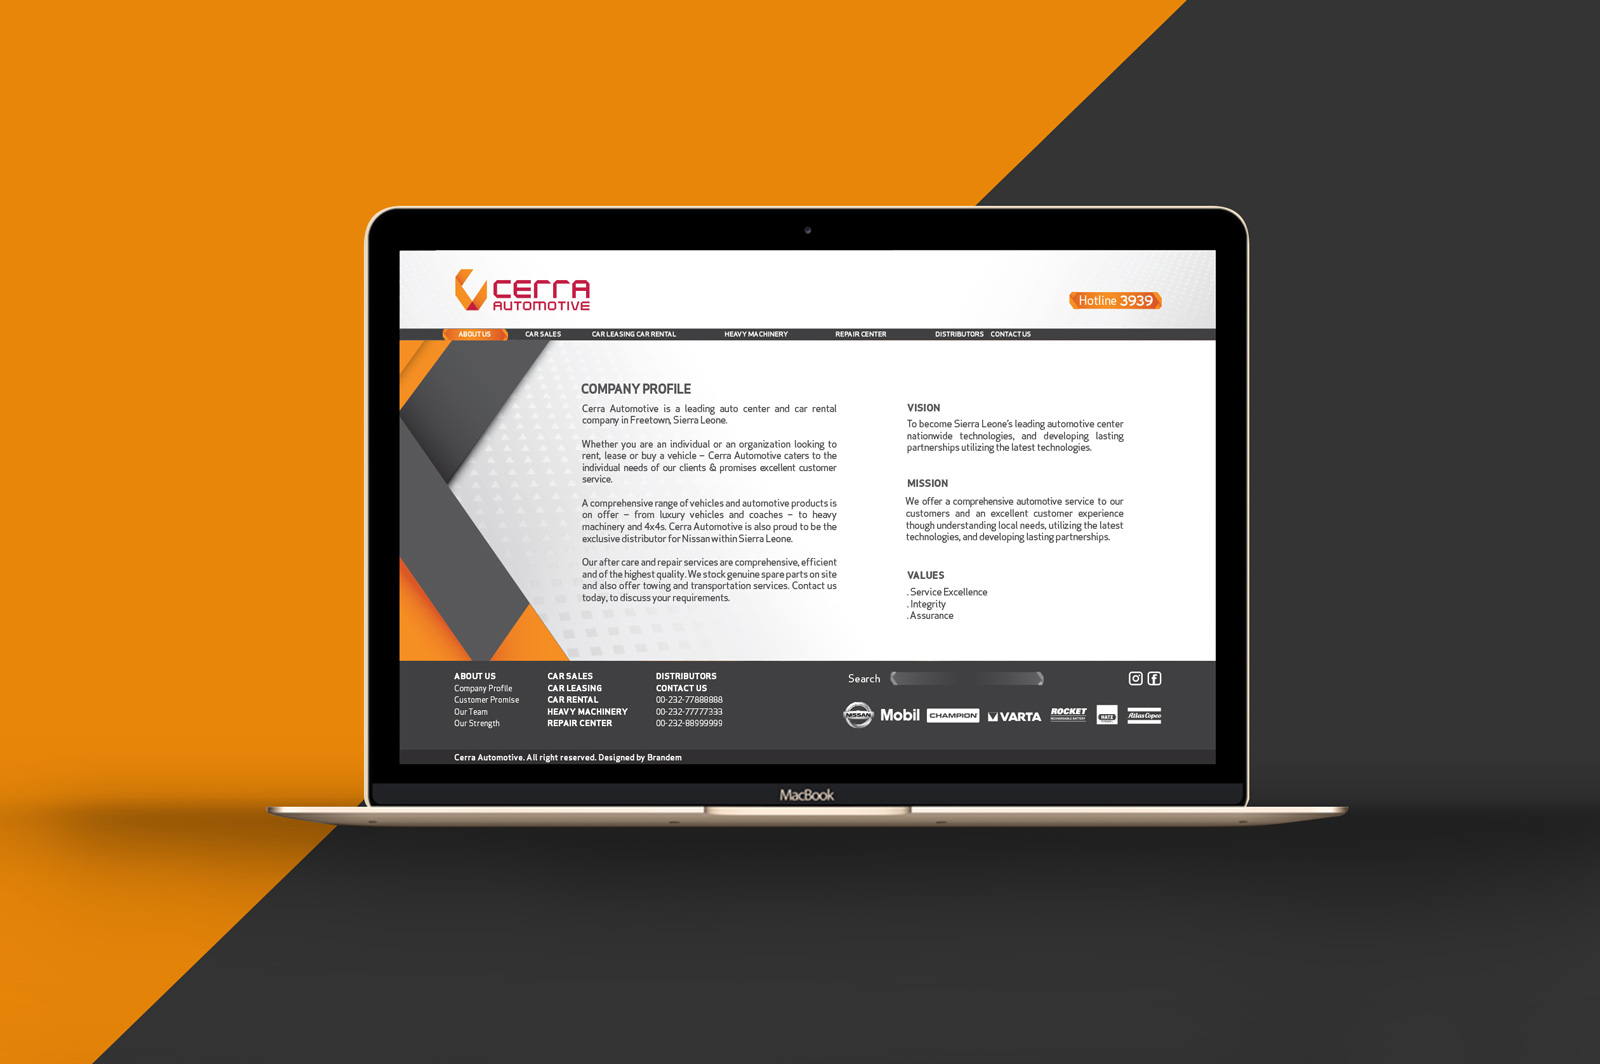 CERRA
AUTOMOTIVE
Hotline 3939
ABOUT US CAR SALES CAR LEASING CAR RENTAL HEAVY MACHINERY REPAIR CENTER DISTRIBUTORS CONTACT US
COMPANY PROFILE
Cerra Automotive is a leading auto center and car rental
company in Freetown, Sierra Leone.
Whether you are an individual or an organization looking to
rent, lease or buy a vehicle – Cerra Automotive caters to the
individual needs of our clients & promises excellent customer
service.
A comprehensive range of vehicles and automotive products is
on offer – from luxury vehicles and coaches – to heavy
machinery and 4x4s. Cerra Automotive is also proud to be the
exclusive distributor for Nissan within Sierra Leone.
Our after care and repair services are comprehensive, efficient
and of the highest quality. We stock genuine spare parts on site
and also offer towing and transportation services. Contact us
today, to discuss your requirements.
VISION
To become Sierra Leone's leading automotive center
nationwide technologies, and developing lasting
partnerships utilizing the latest technologies.
MISSION
We offer a comprehensive automotive service to our
customers and an excellent customer experience
though understanding local needs, utilizing the latest
technologies, and developing lasting partnerships.
VALUES
. Service Excellence
. Integrity
. Assurance
ABOUT US
Company Profile
Customer Promise
Our Team
Our Strength
CAR SALES
CAR LEASING
CAR RENTAL
HEAVY MACHINERY
REPAIR CENTER
DISTRIBUTORS
CONTACT US
00-232-77888888
00-232-77777333
00-232-88999999
Search
NISSAN Mobil CHAMPION VARTA ROCKET HATZ Atlas Copco
RECHARGEABLE BATTERY
Cerra Automotive. All right reserved. Designed by Brandem
MacBook